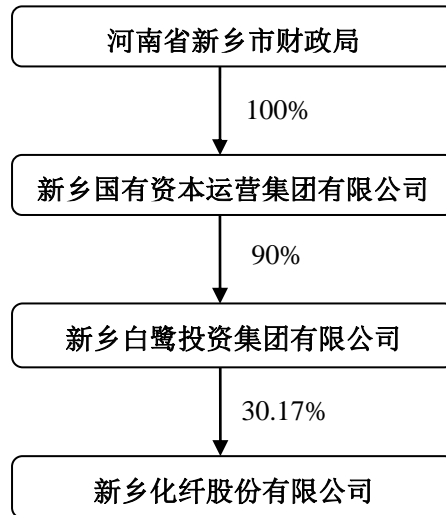 河南省新乡市财政局
100%
新乡国有资本运营集团有限公司
90%
新乡白鹭投资集团有限公司
30.17%
新乡化纤股份有限公司